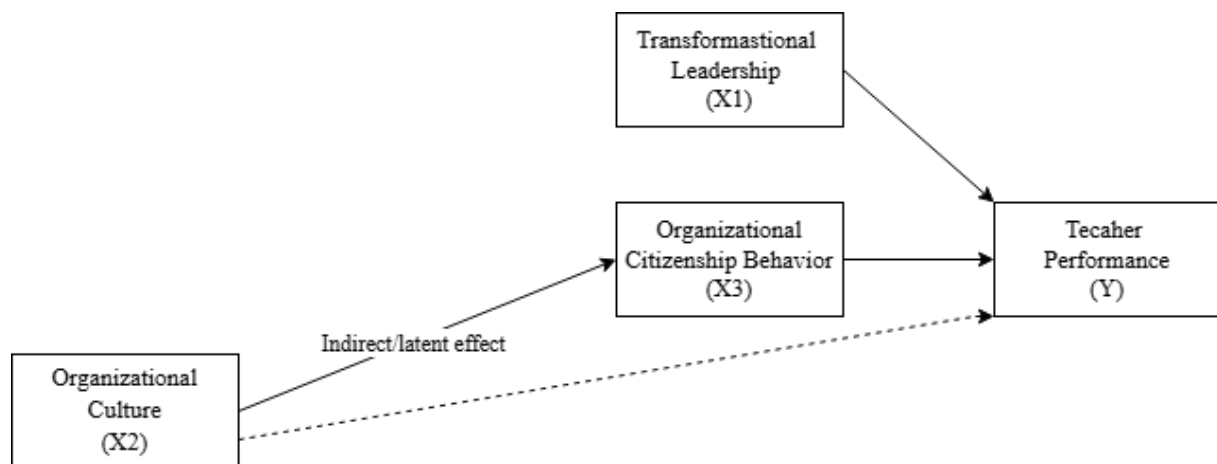 Transformastional
Leadership
(X1)
Organizational
Citizenship Behavior
(X3)
Tecaher
Performance
(Y)
Indirect/latent effect
Organizational
Culture
(X2)